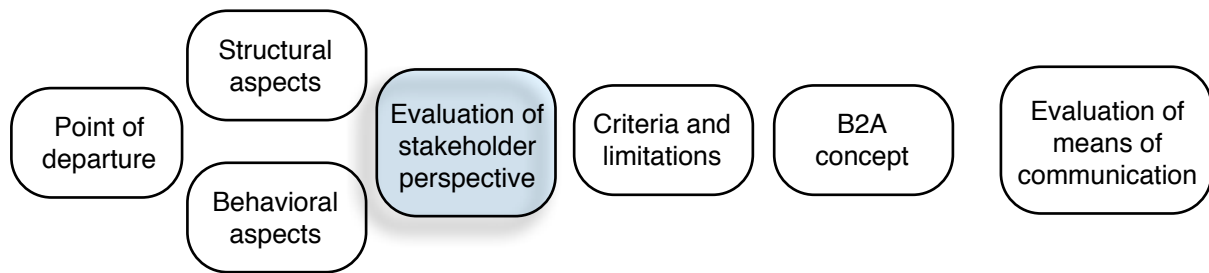 Point of
departure
Structural
aspects
Behavioral
aspects
Evaluation of
stakeholder
perspective
Criteria and
limitations
B2A
concept
Evaluation of
means of
communication